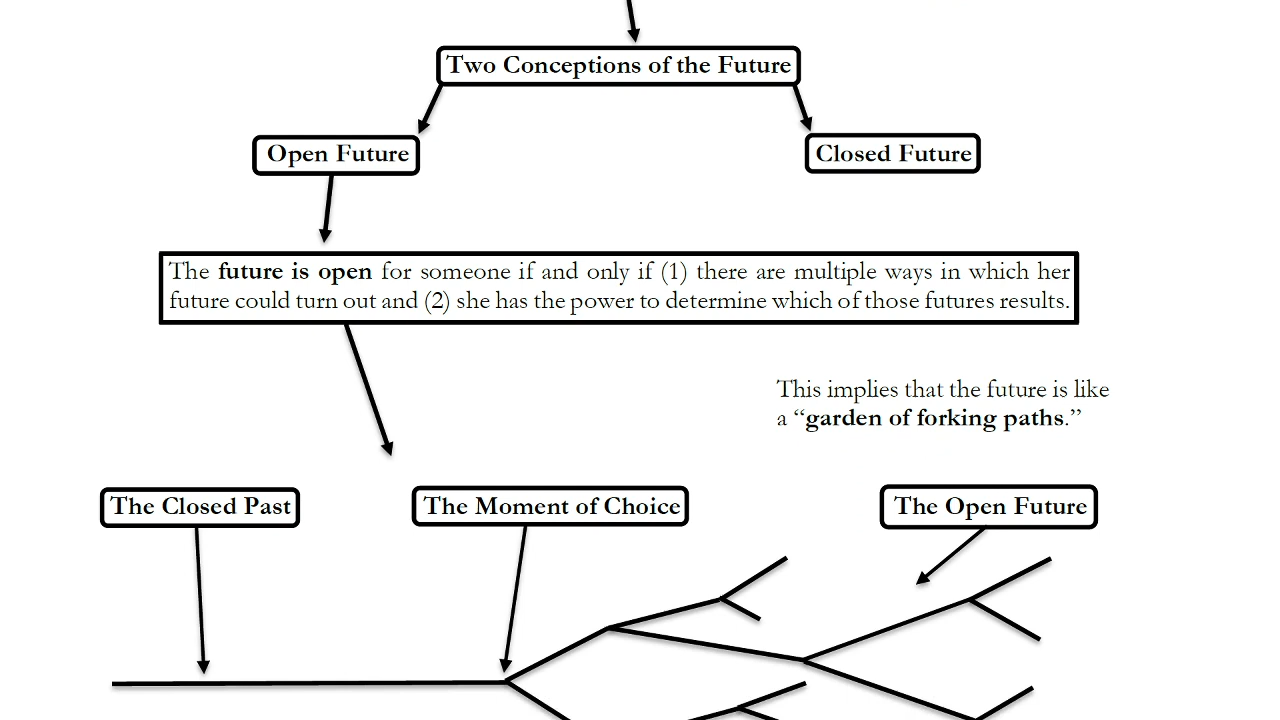 Two Conceptions of the Future
Open Future
Closed Future
The future is open for someone if and only if (1) there are multiple ways in which her
future could turn out and (2) she has the power to determine which of those futures results.
This implies that the future is like
a “garden of forking paths.”
The Closed Past
The Moment of Choice
The Open Future